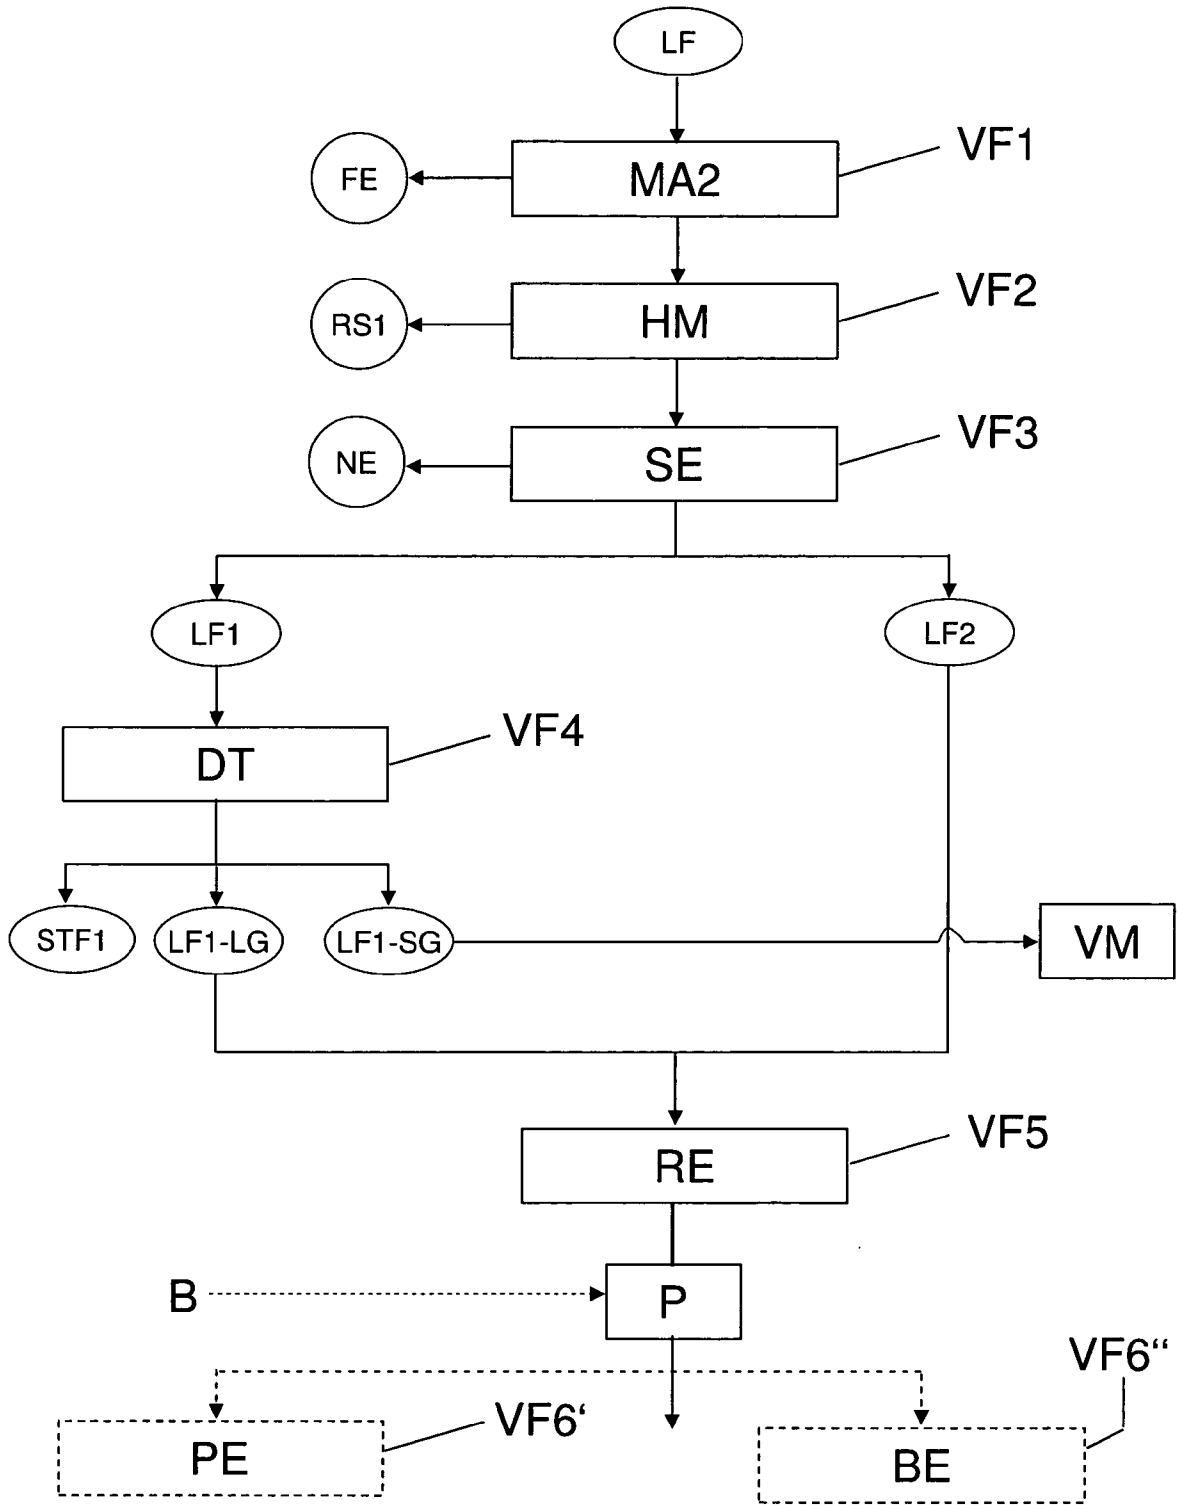 LF
VF1
FE
MA2
VF2
RS1
HM
VF3
NE
SE
LF1
LF2
VF4
DT
STF1
LF1-LG
LF1-SG
VM
VF5
RE
B
P
VF6“
VF6‘
PE
BE